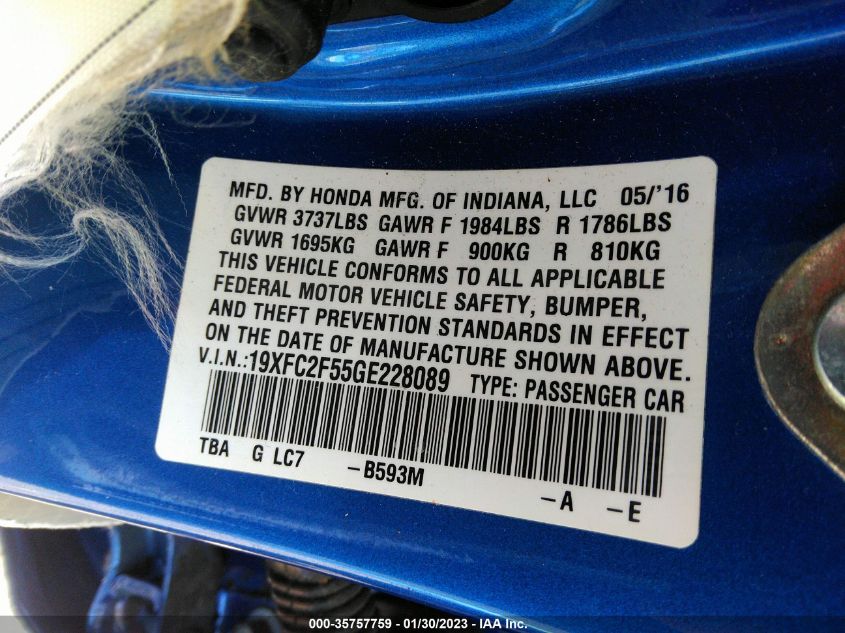 MFD. BY HONDA MFG. OF INDIANA, LLC 05/'16
GVWR 3737LBS GAWR F 1984LBS R 1786LBS
GVWR 1695KG GAWR F 900KG R 810KG
THIS VEHICLE CONFORMS TO ALL APPLICABLE
FEDERAL MOTOR VEHICLE SAFETY, BUMPER,
AND THEFT PREVENTION STANDARDS IN EFFECT
ON THE DATE OF MANUFACTURE SHOWN ABOVE.
V.I.N.:19XFC2F55GE228089 TYPE: PASSENGER CAR
TBA G LC7 -B593M -A -E
000-35757759 - 01/30/2023 - IAA Inc.